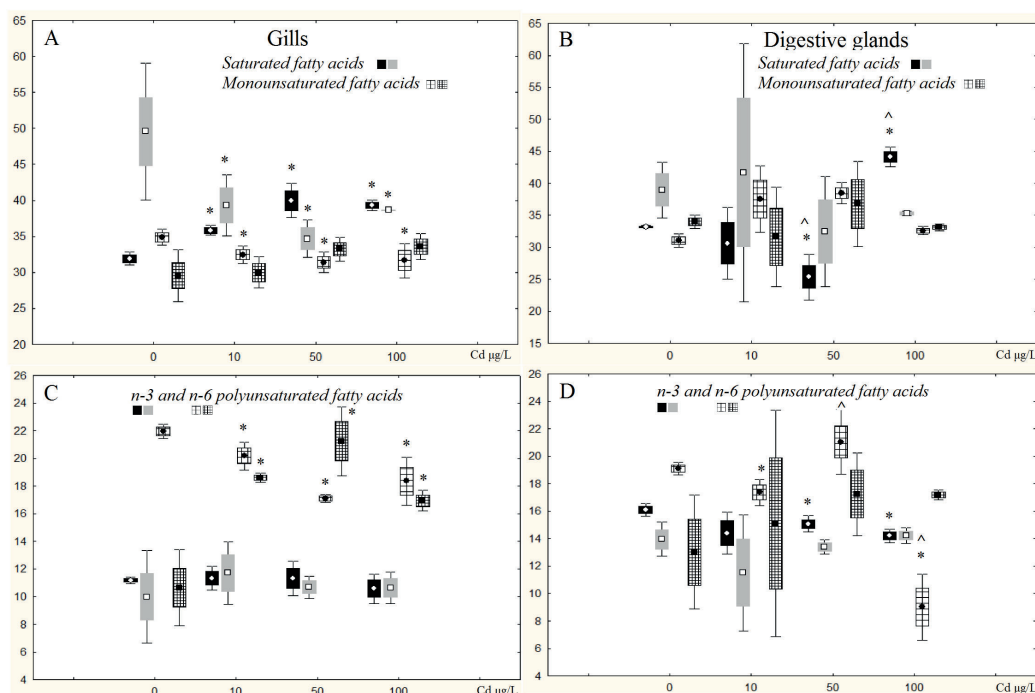 A Gills
Saturated fatty acids
Monounsaturated fatty acids
65
60
55
50
45
40
35
30
25
20
* * * * * * * * *
0 10 50 100 Cd µg/L
B Digestive glands
Saturated fatty acids
Monounsaturated fatty acids
65
60
55
50
45
40
35
30
25
20
15
^ ^
* *
0 10 50 100 Cd µg/L
C
n-3 and n-6 polyunsaturated fatty acids
26
24
22
20
18
16
14
12
10
8
6
4
* * * * * *
0 10 50 100 Cd µg/L
D
n-3 and n-6 polyunsaturated fatty acids
26
24
22
20
18
16
14
12
10
8
6
4
^ ^
* * * *
0 10 50 100 Cd µg/L